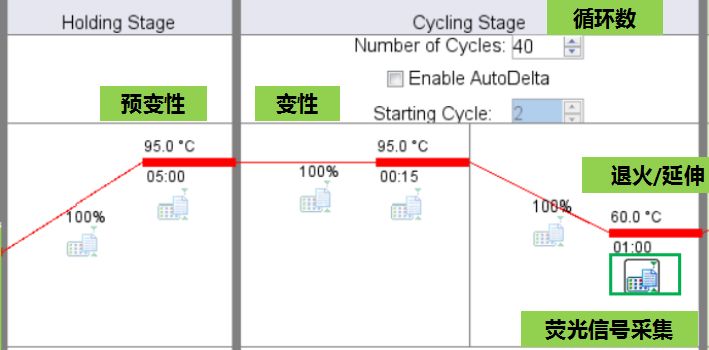 Holding Stage
Cycling Stage
循环数
Number of Cycles: 40
Enable AutoDelta
预变性
变性
Starting Cycle: 2
95.0 °C
05:00
100%
95.0 °C
00:15
100%
退火/延伸
100%
60.0 °C
01:00
荧光信号采集